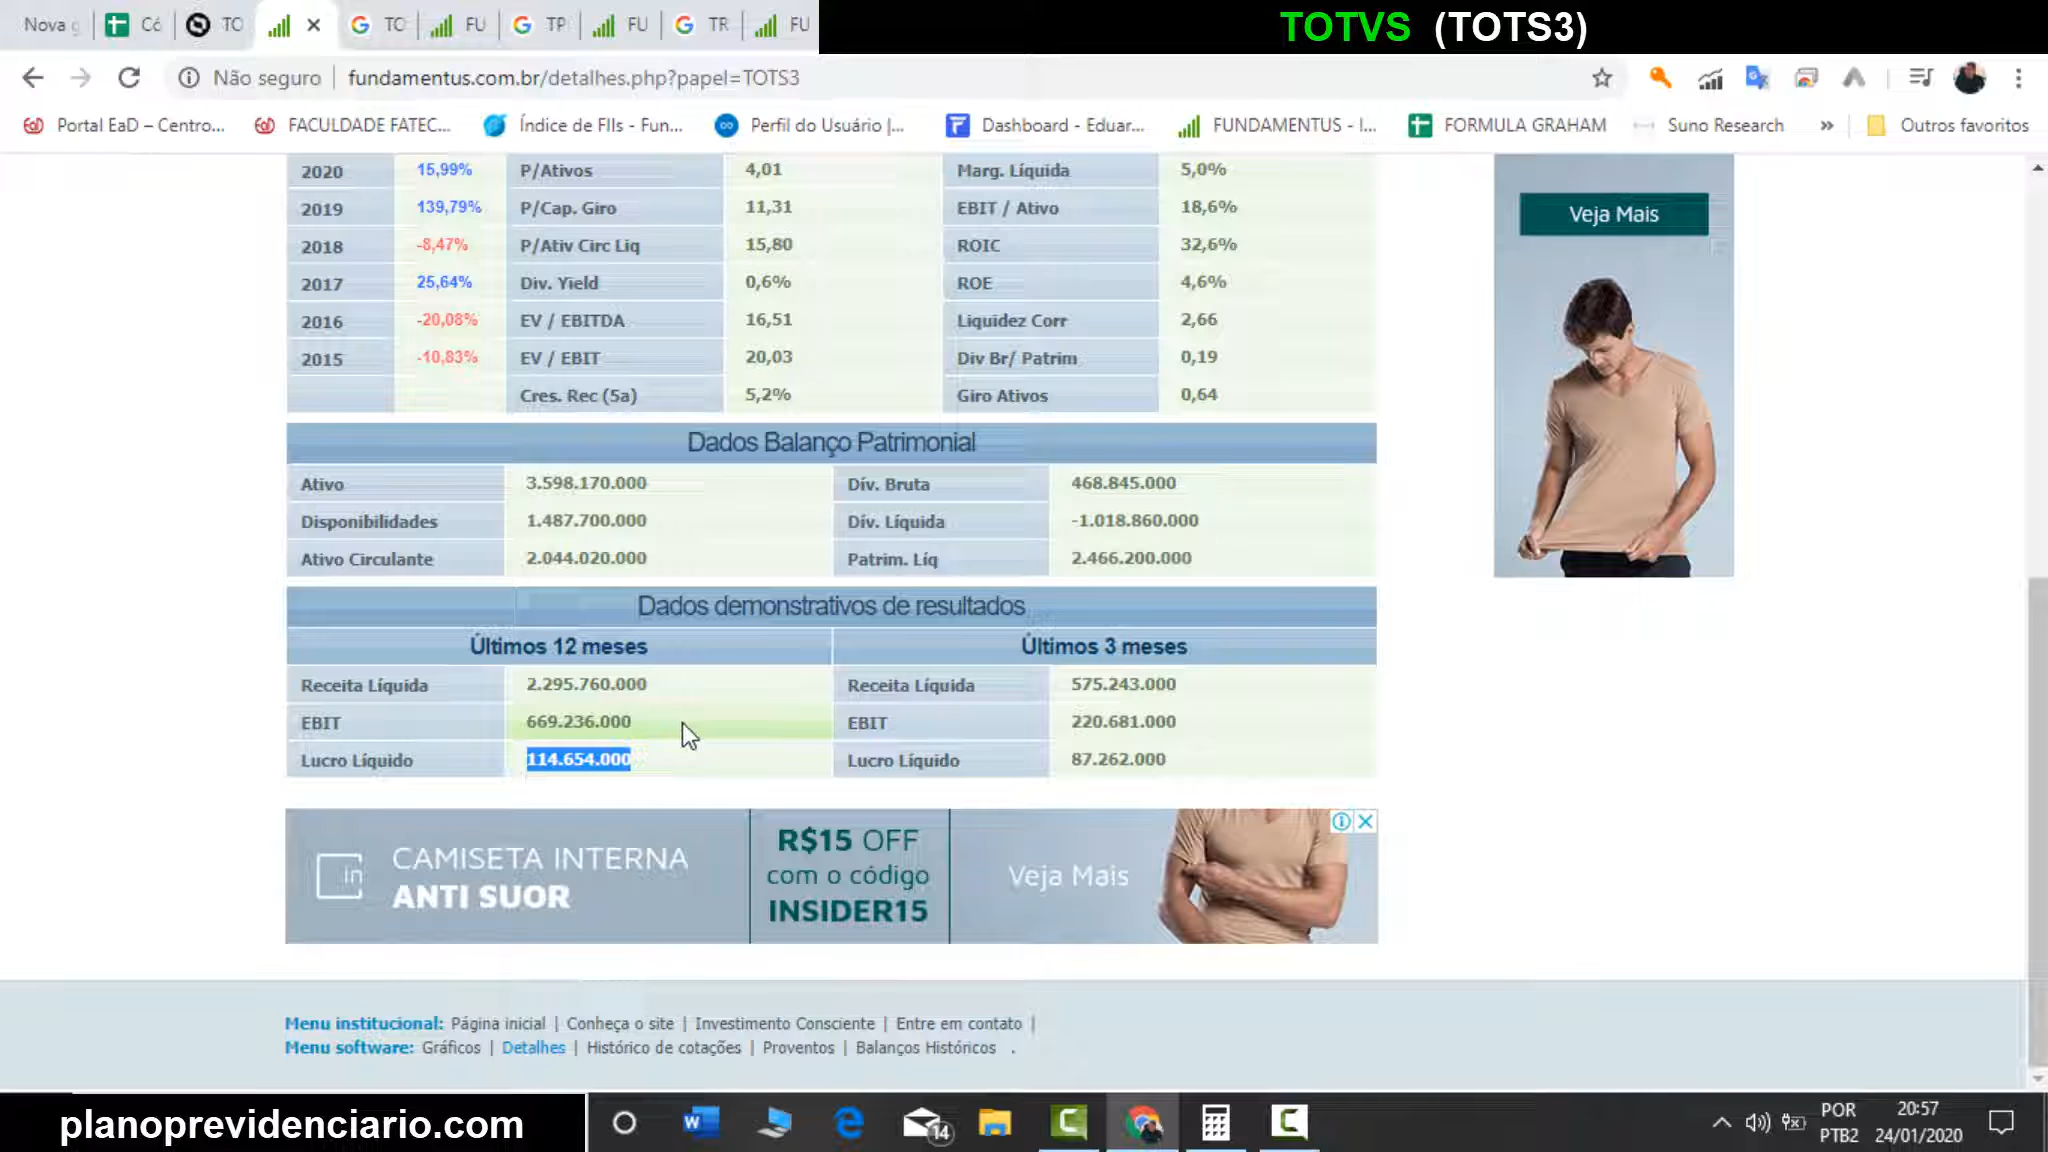 Nova g
Có
TO
FU
TO
FU
TP
FU
TR
FU
TOTVS (TOTS3)
Não seguro | fundamentus.com.br/detalhes.php?papel=TOTS3
Portal EaD – Centro... FACULDADE FATEC... Índice de FIIs - Fun... Perfil do Usuário |... Dashboard - Eduar... FUNDAMENTUS - I... FORMULA GRAHAM Suno Research » Outros favoritos
2020 15,99% P/Ativos 4,01 Marg. Líquida 5,0%
2019 139,79% P/Cap. Giro 11,31 EBIT / Ativo 18,6%
2018 -8,47% P/Ativ Circ Liq 15,80 ROIC 32,6%
2017 25,64% Div. Yield 0,6% ROE 4,6%
2016 -20,08% EV / EBITDA 16,51 Liquidez Corr 2,66
2015 -10,83% EV / EBIT 20,03 Div Br/ Patrim 0,19
Cres. Rec (5a) 5,2% Giro Ativos 0,64
Veja Mais
Dados Balanço Patrimonial
Ativo 3.598.170.000 Dív. Bruta 468.845.000
Disponibilidades 1.487.700.000 Dív. Líquida -1.018.860.000
Ativo Circulante 2.044.020.000 Patrim. Líq 2.466.200.000
Dados demonstrativos de resultados
Últimos 12 meses Últimos 3 meses
Receita Líquida 2.295.760.000 Receita Líquida 575.243.000
EBIT 669.236.000 EBIT 220.681.000
Lucro Líquido 114.654.000 Lucro Líquido 87.262.000
in
CAMISETA INTERNA
ANTI SUOR
R$15 OFF
com o código
INSIDER15
Veja Mais
Menu institucional: Página inicial | Conheça o site | Investimento Consciente | Entre em contato |
Menu software: Gráficos | Detalhes | Histórico de cotações | Proventos | Balanços Históricos .
planoprevidenciario.com
14
POR
PTB2
20:57
24/01/2020